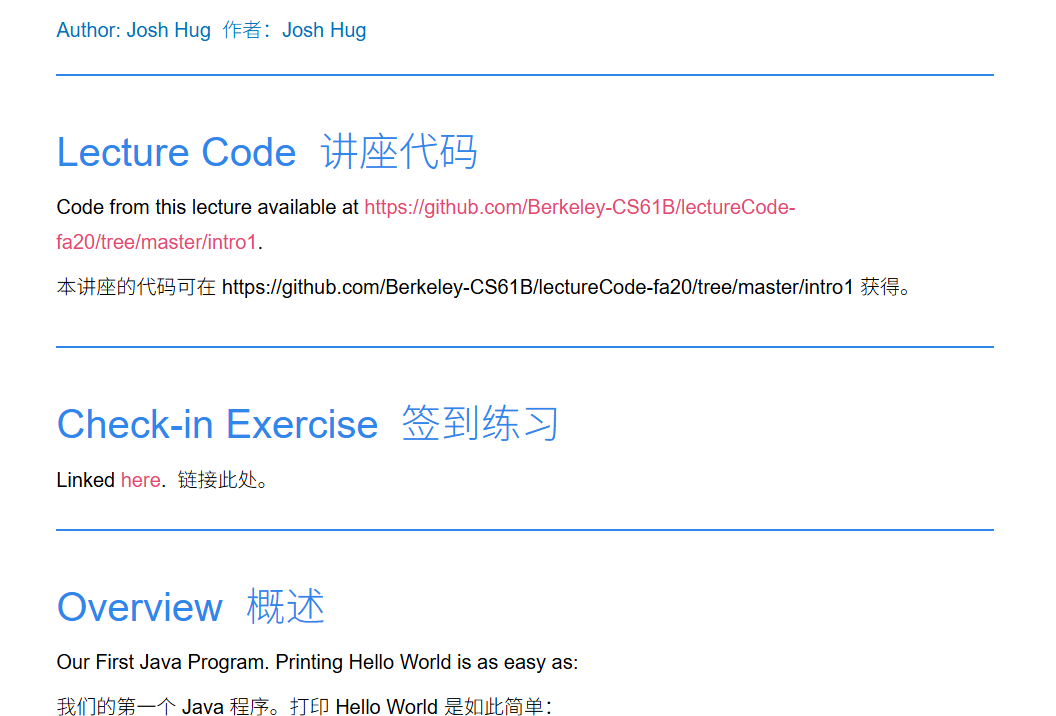 Author: Josh Hug 作者：Josh Hug
Lecture Code 讲座代码
Code from this lecture available at https://github.com/Berkeley-CS61B/lectureCode-
fa20/tree/master/intro1.
本讲座的代码可在 https://github.com/Berkeley-CS61B/lectureCode-fa20/tree/master/intro1 获得。
Check-in Exercise 签到练习
Linked here. 链接此处。
Overview 概述
Our First Java Program. Printing Hello World is as easy as:
我们的第一个 Java 程序。打印 Hello World 是如此简单：